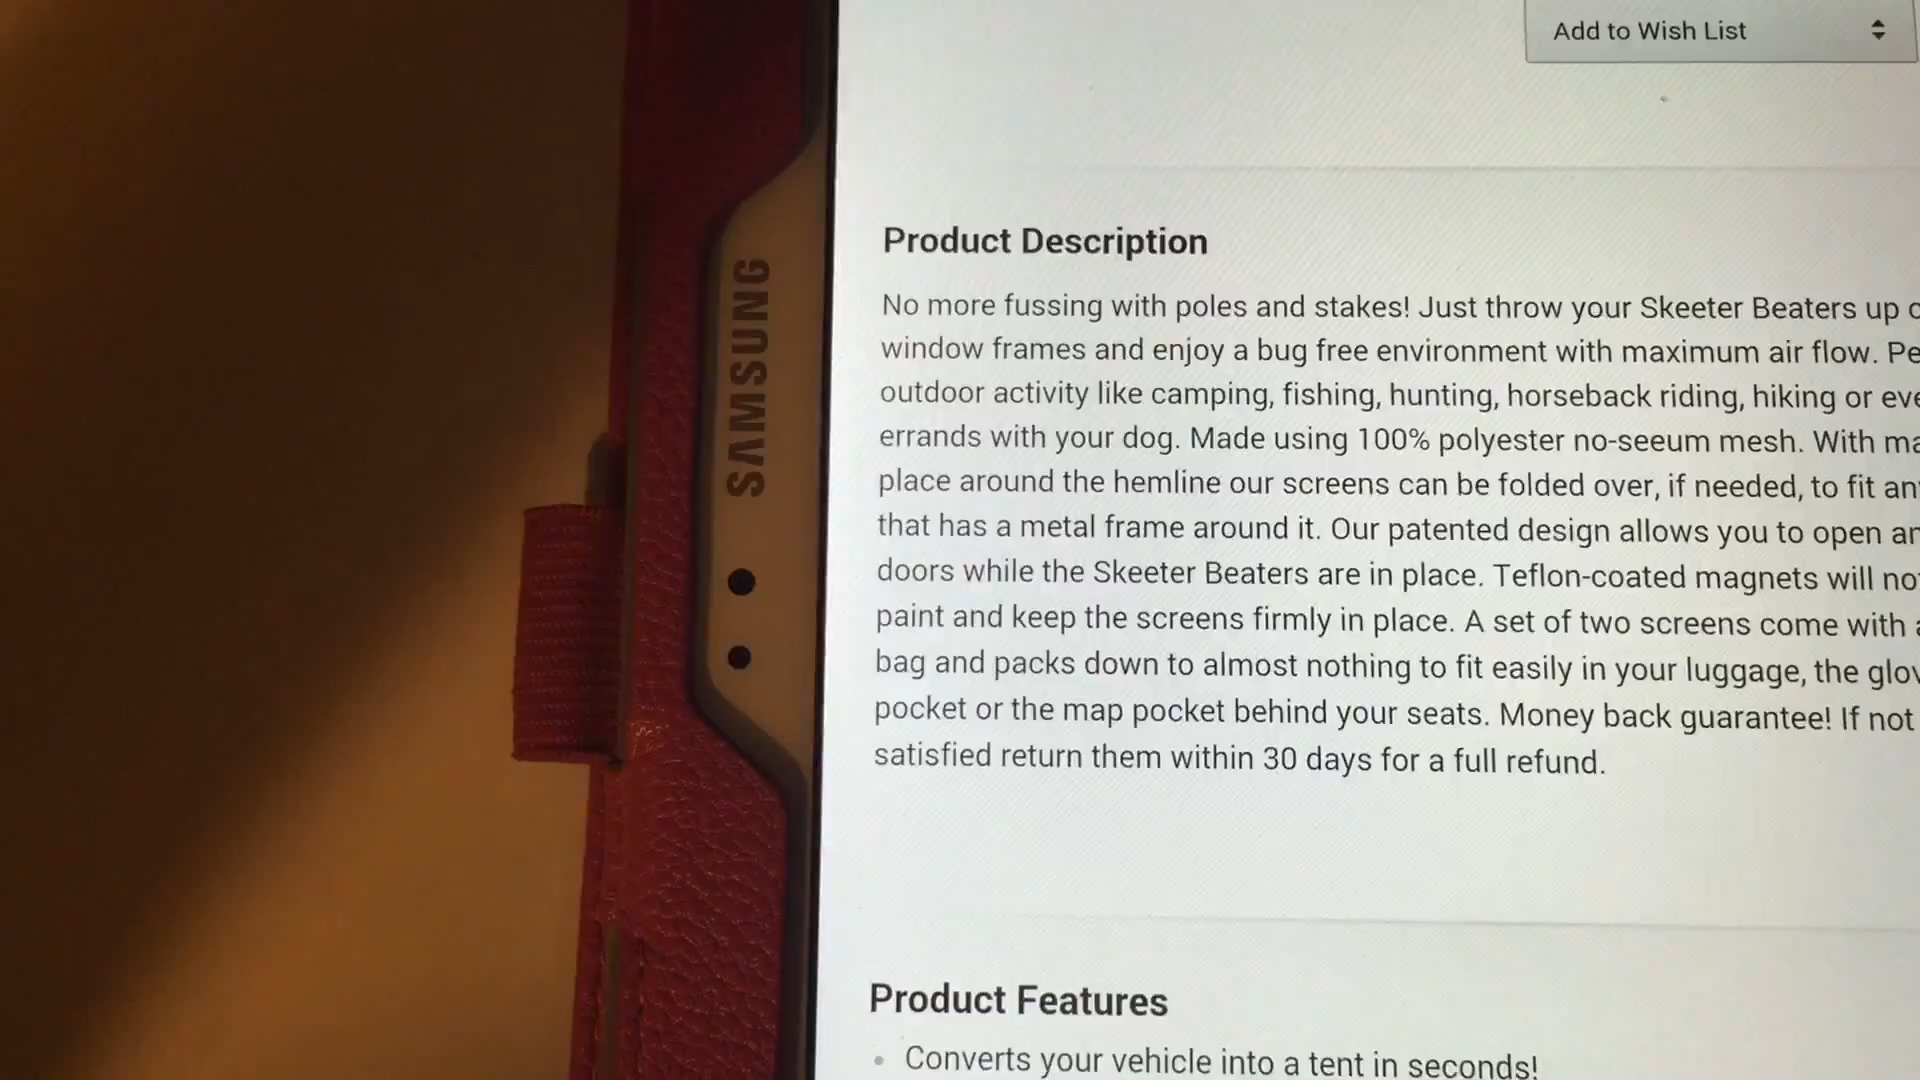 Add to Wish List
SAMSUNG
Product Description
No more fussing with poles and stakes! Just throw your Skeeter Beaters up
window frames and enjoy a bug free environment with maximum air flow.
outdoor activity like camping, fishing, hunting, horseback riding, hiking or
errands with your dog. Made using 100% polyester no-seeum mesh. With
place around the hemline our screens can be folded over, if needed, to fit
that has a metal frame around it. Our patented design allows you to open
doors while the Skeeter Beaters are in place. Teflon-coated magnets will
paint and keep the screens firmly in place. A set of two screens come with
bag and packs down to almost nothing to fit easily in your luggage, the
pocket or the map pocket behind your seats. Money back guarantee! If not
satisfied return them within 30 days for a full refund.
Product Features
• Converts your vehicle into a tent in seconds!